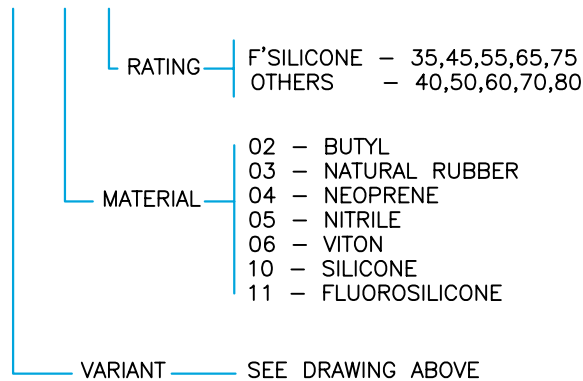 RATING
F'SILICONE – 35,45,55,65,75
OTHERS – 40,50,60,70,80
MATERIAL
02 – BUTYL
03 – NATURAL RUBBER
04 – NEOPRENE
05 – NITRILE
06 – VITON
10 – SILICONE
11 – FLUOROSILICONE
VARIANT SEE DRAWING ABOVE